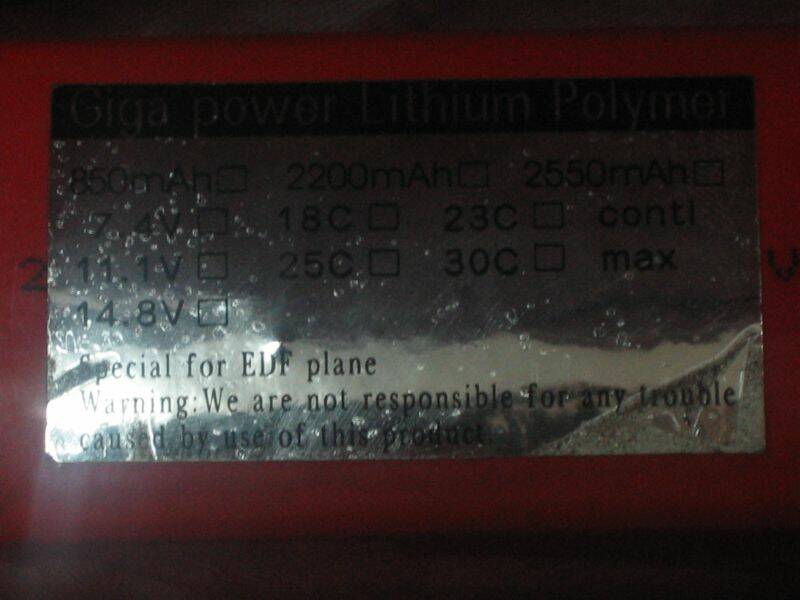 Giga power Lithium Polymer
850mAh□ 2200mAh□ 2550mAh□
7.4V□ 18C□ 23C□ conti
2 11.1V□ 25C□ 30C□ max V
14.8V□
Special for EDF plane
Warning:We are not responsible for any trouble
caused by use of this product.